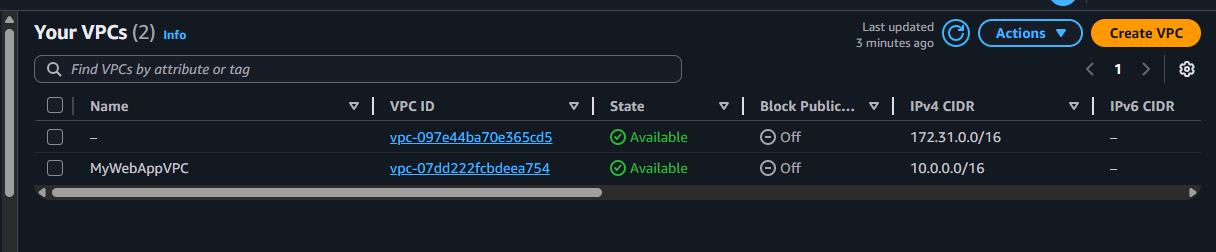 Your VPCs (2) Info
Last updated
3 minutes ago
Actions
Create VPC
Find VPCs by attribute or tag
1
Name VPC ID State Block Public... IPv4 CIDR IPv6 CIDR
– vpc-097e44ba70e365cd5 Available Off 172.31.0.0/16 –
MyWebAppVPC vpc-07dd222fcbdeea754 Available Off 10.0.0.0/16 –